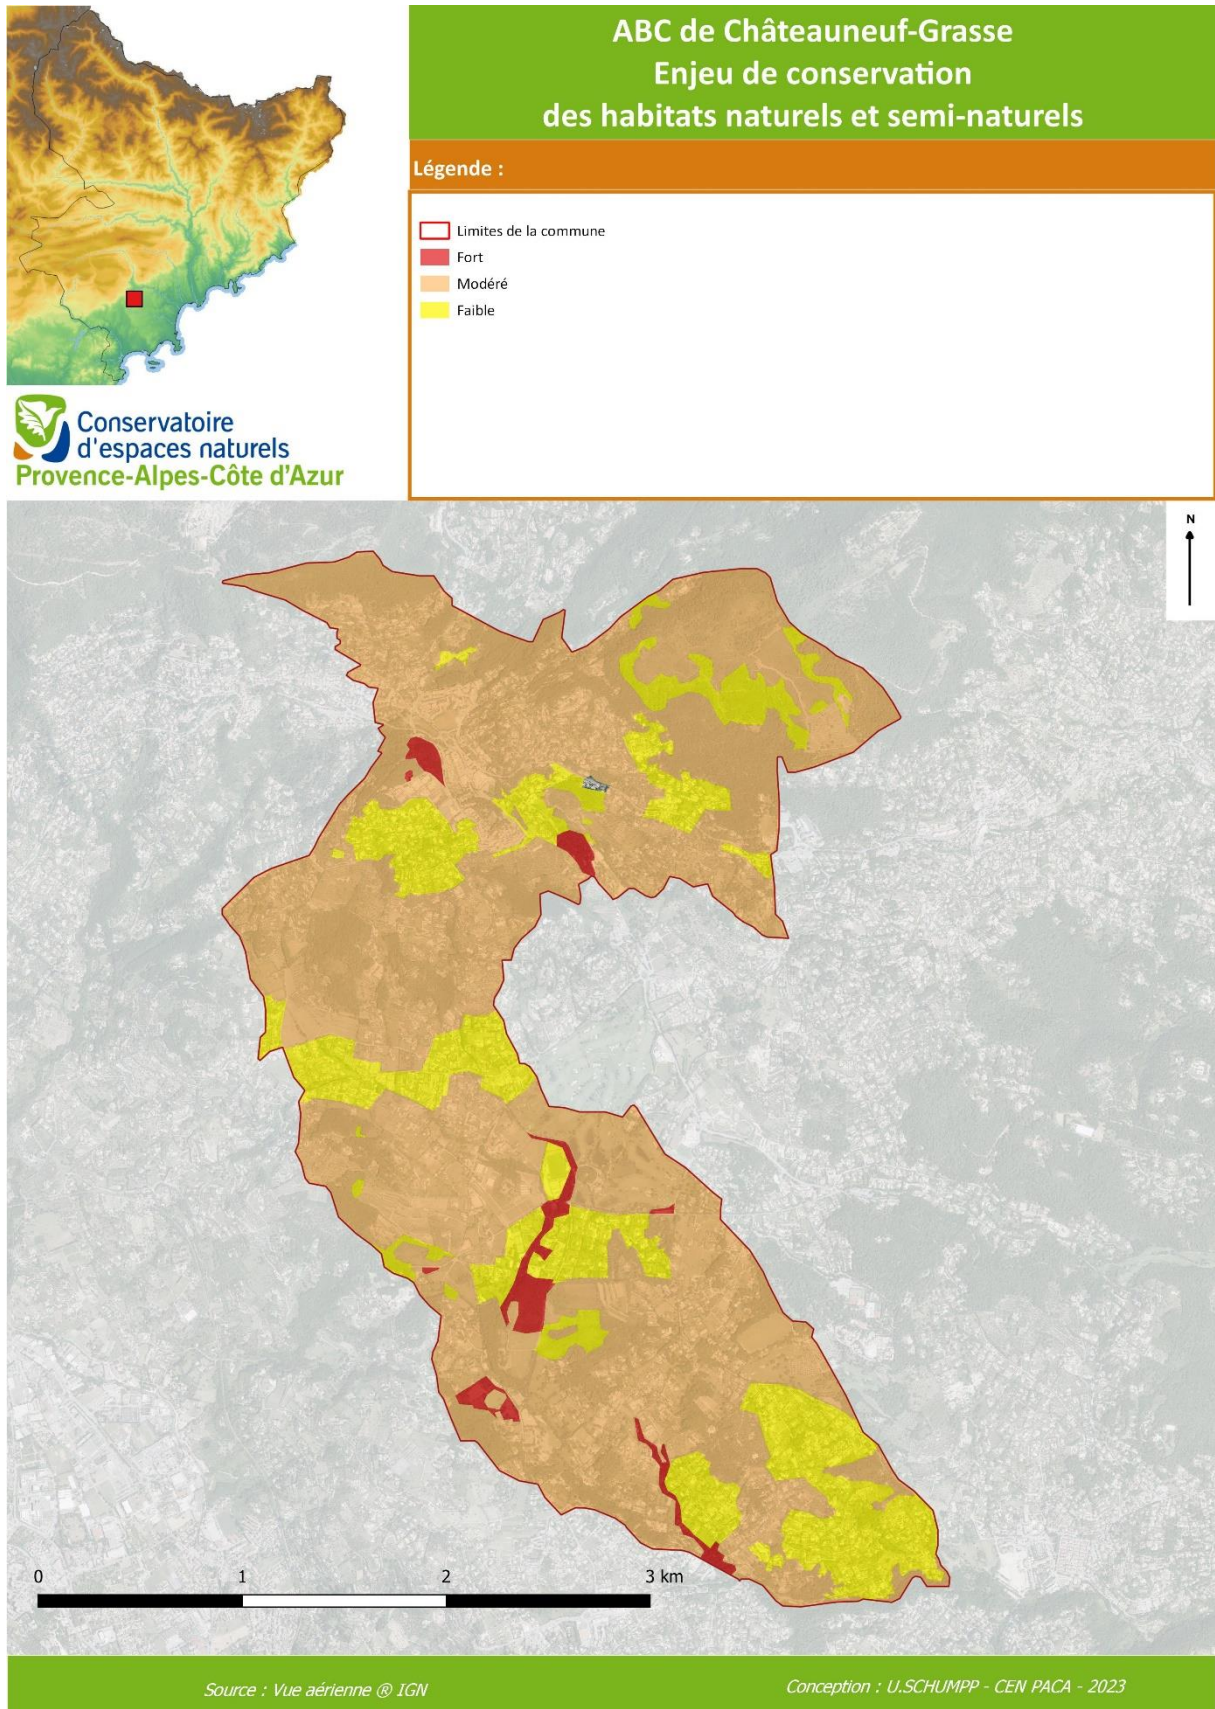 ABC de Châteauneuf-Grasse
Enjeu de conservation
des habitats naturels et semi-naturels
Légende :
Limites de la commune
Fort
Modéré
Faible
Conservatoire
d'espaces naturels
Provence-Alpes-Côte d'Azur
N
0 1 2 3 km
Source : Vue aérienne ® IGN
Conception : U.SCHUMPP - CEN PACA - 2023